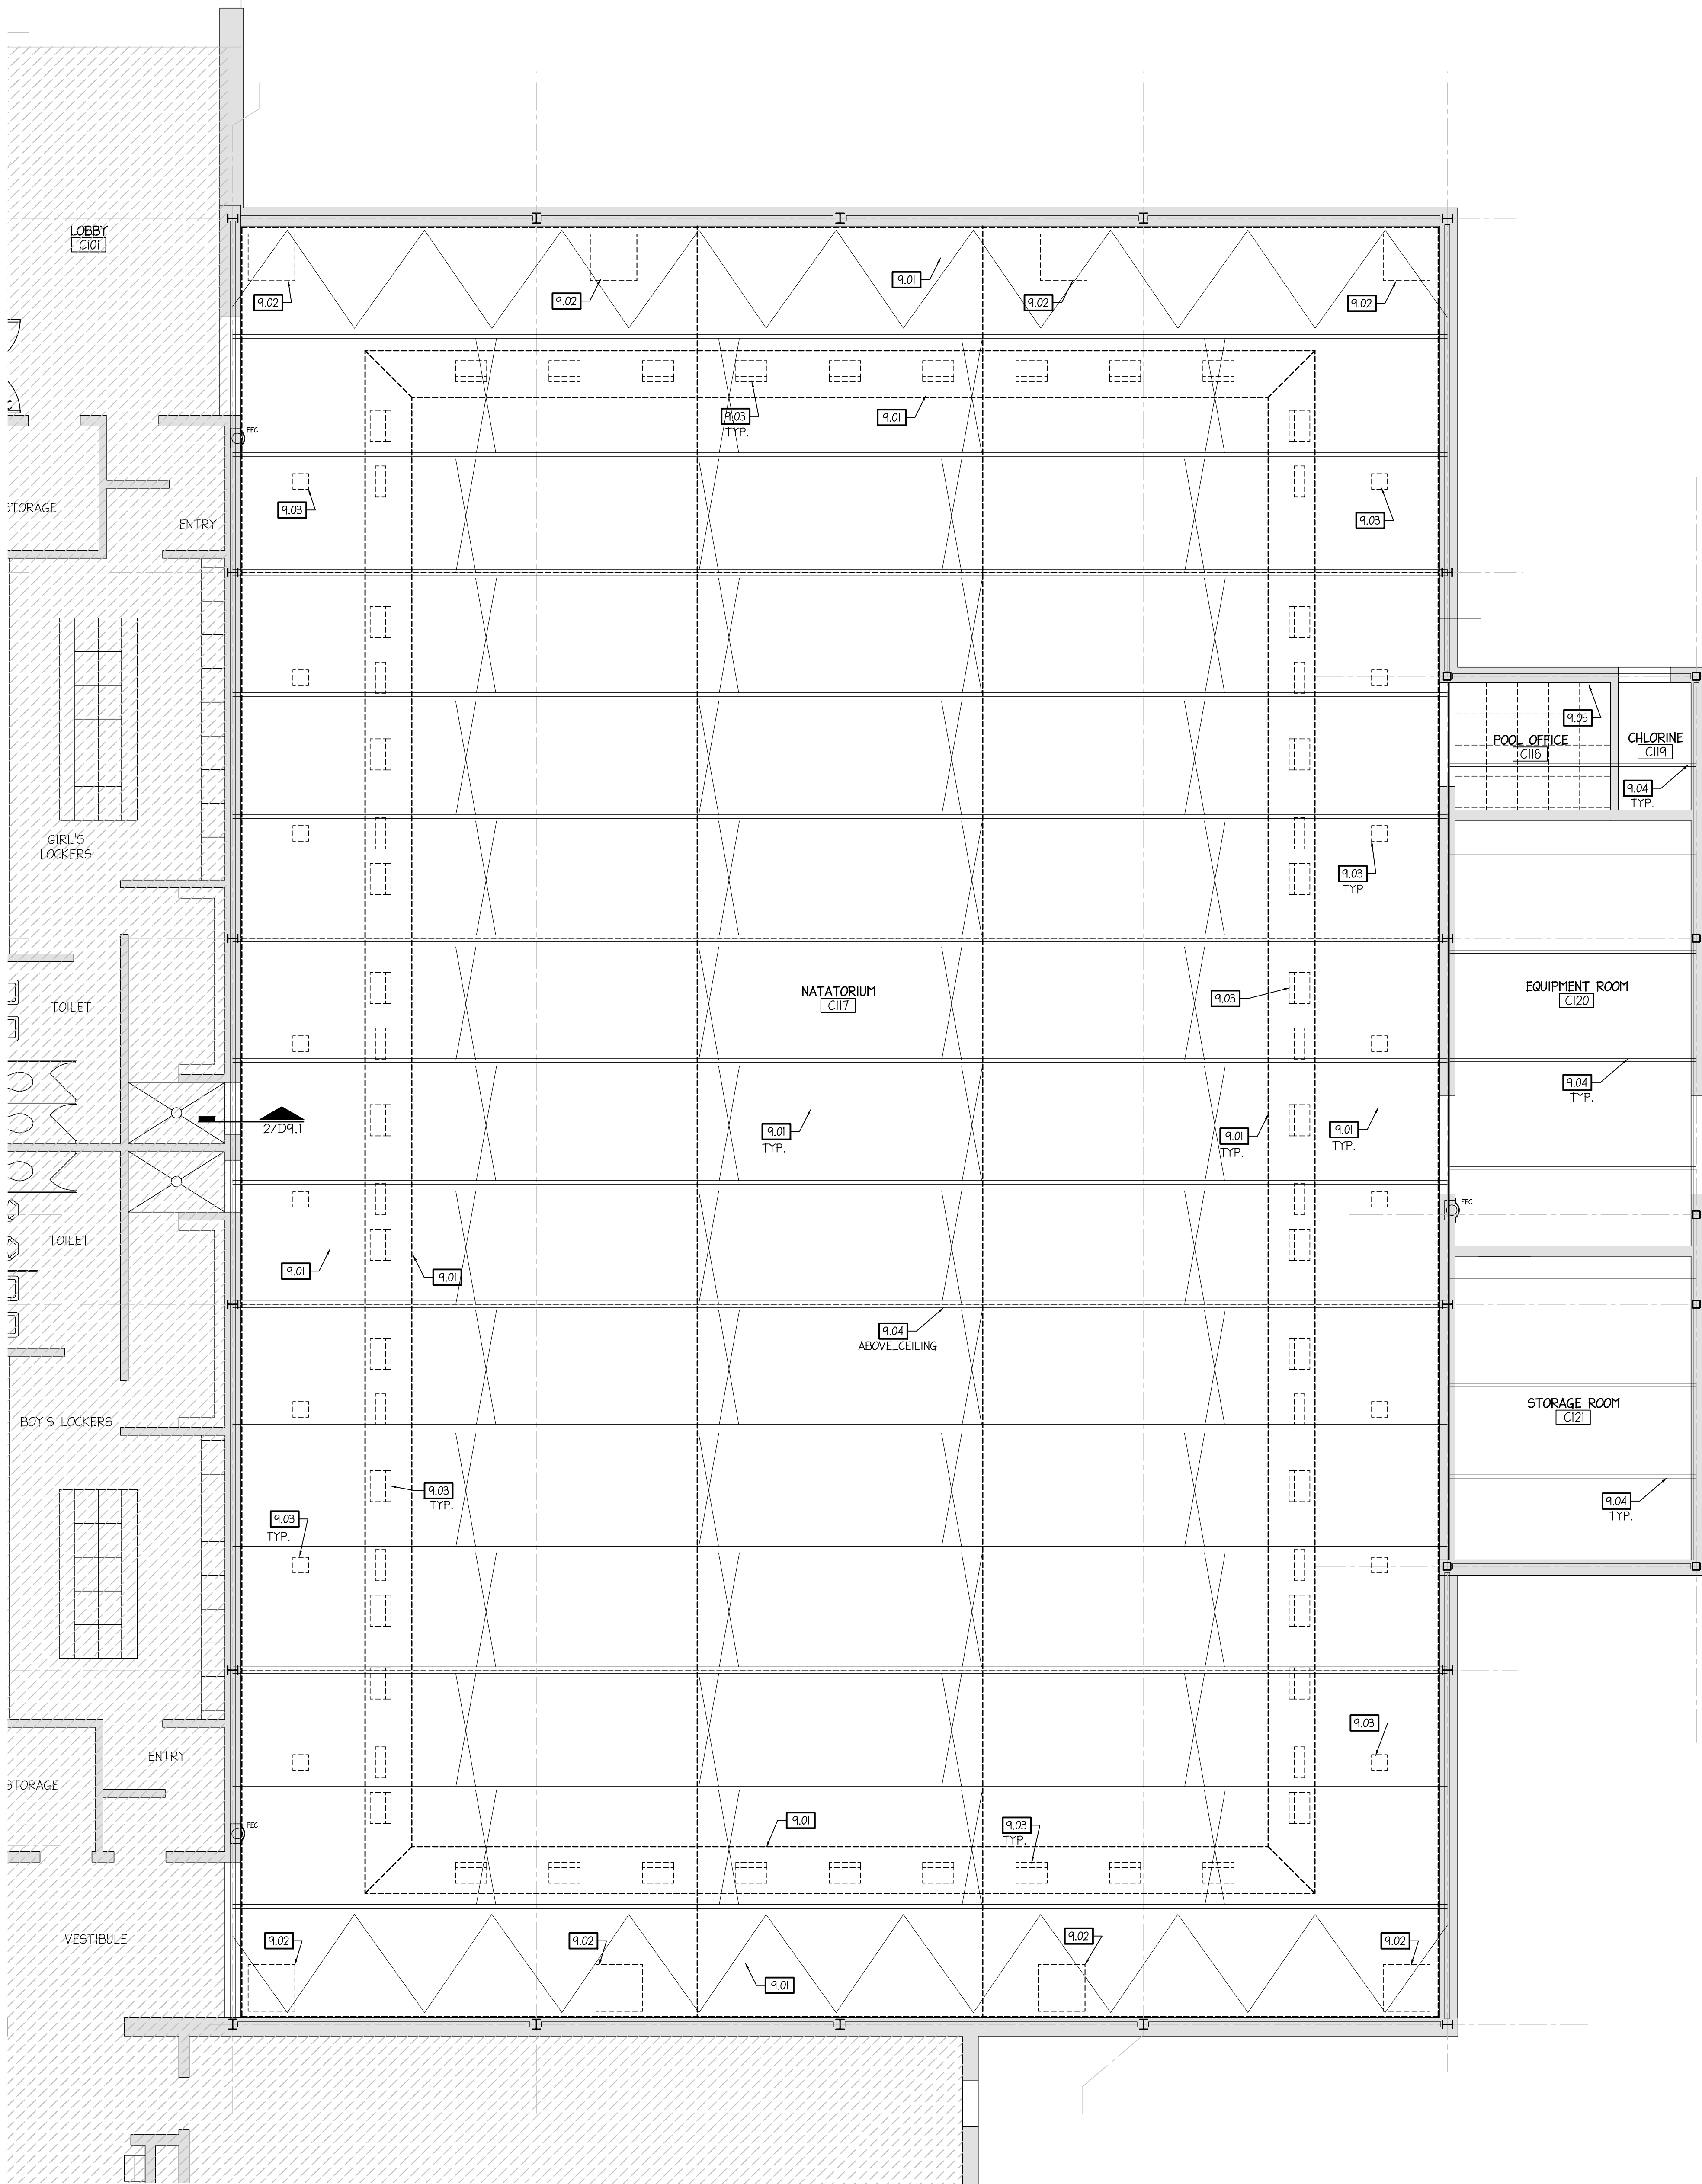 LOBBY
C101
9.01
9.02
9.02
9.02
9.02
9.03
TYP.
9.01
FEC
STORAGE
9.03
9.03
ENTRY
9.05
POOL OFFICE
C118
CHLORINE
C119
9.04
TYP.
GIRL'S
LOCKERS
9.03
TYP.
NATATORIUM
C117
9.03
EQUIPMENT ROOM
C120
TOILET
9.04
TYP.
2/D9.1
9.01
TYP.
9.01
TYP.
9.01
TYP.
FEC
TOILET
9.01
9.01
9.04
ABOVE CEILING
BOY'S LOCKERS
STORAGE ROOM
C121
9.03
TYP.
9.04
TYP.
9.03
TYP.
9.03
ENTRY
STORAGE
9.01
9.03
TYP.
FEC
VESTIBULE
9.02
9.02
9.02
9.02
9.01